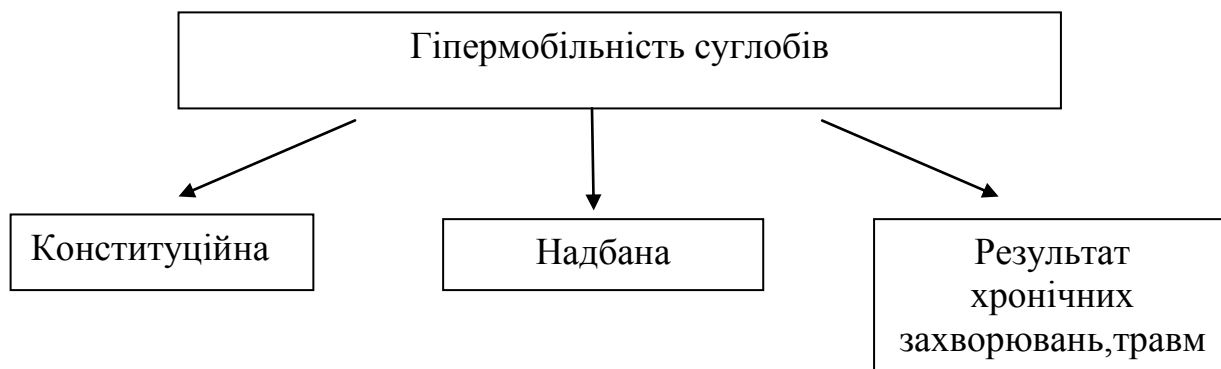 Гіпермобільність суглобів
Конституційна
Надбана
Результат
хронічних
захворювань,травм